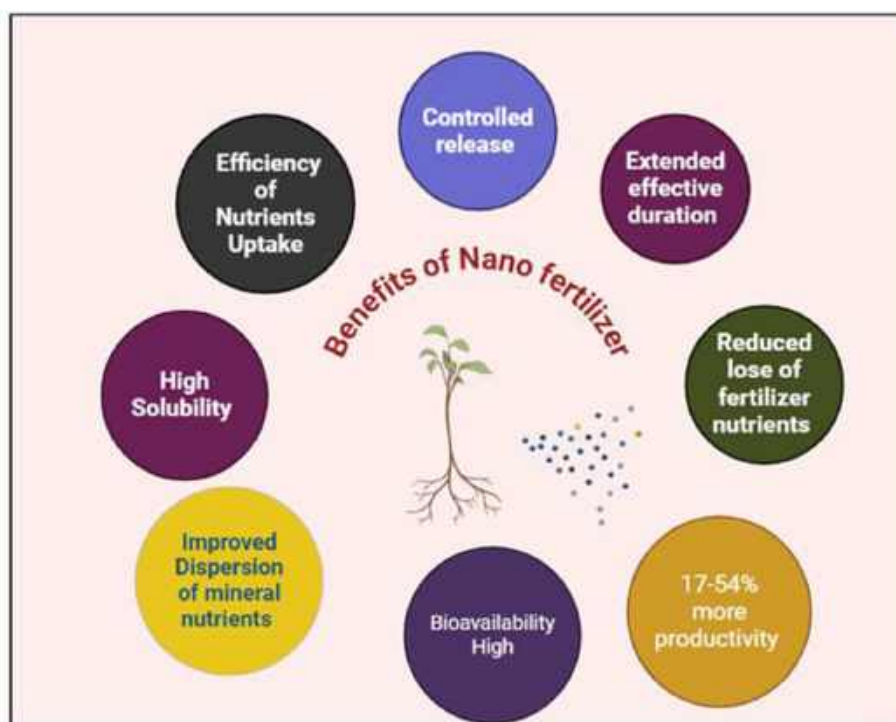 Benefits of Nano fertilizer
Controlled
release
Extended
effective
duration
Reduced
lose of
fertilizer
nutrients
17-54%
more
productivity
Bioavailability
High
Improved
Dispersion
of mineral
nutrients
High
Solubility
Efficiency
of
Nutrients
Uptake